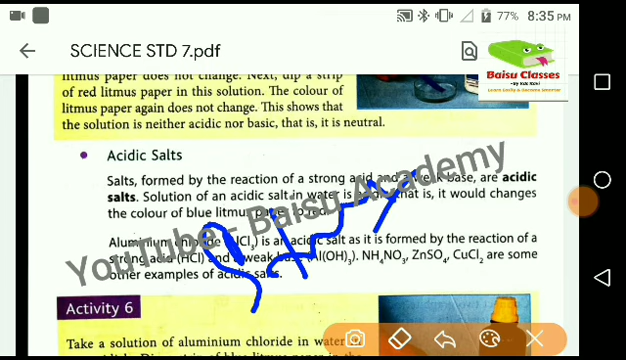 77% 8:35 PM
SCIENCE STD 7.pdf
Baisu Classes
litmus paper does not change. Next, dip a strip
of red litmus paper in this solution. The colour of
litmus paper again does not change. This shows that
the solution is neither acidic nor basic, that is, it is neutral.
• Acidic Salts
Salts, formed by the reaction of a strong acid and a weak base, are acidic
salts. Solution of an acidic salt in water is acidic that is, it would changes
the colour of blue litmus paper to red.
YouTube - Baisu Academy
Aluminium chloride is an acidic salt as it is formed by the reaction of a
strong acid (HCl) and a weak base (Al(OH)₃). NH₄NO₃, ZnSO₄, CuCl₂ are some
other examples of acidic salts.
Activity 6
Take a solution of aluminium chloride in water